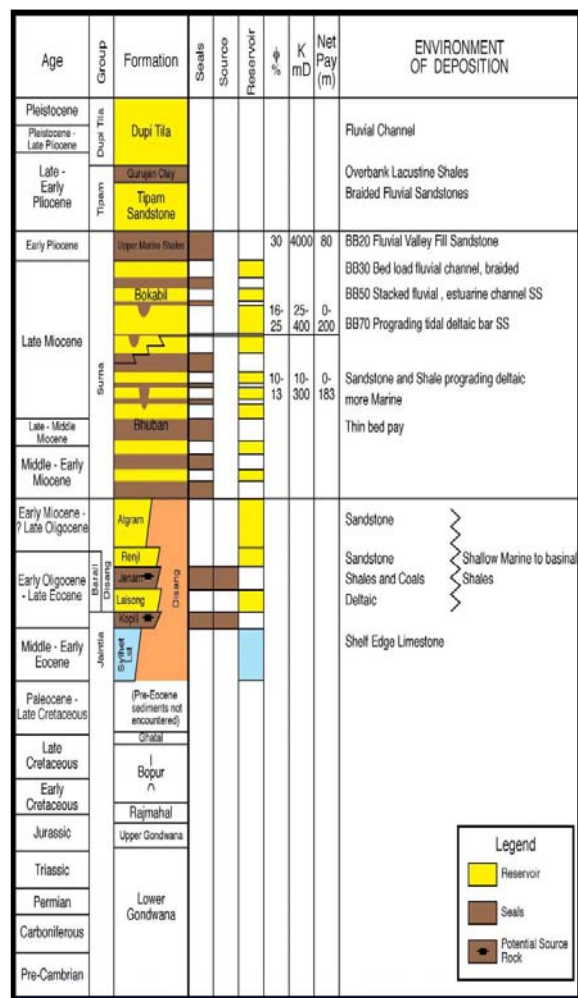 Age
Group
Formation
Seals
Source
Reservoir
K
mD
Net
Pay
(m)
ENVIRONMENT
OF DEPOSITION
Pleistocene
Pleistocene -
Late Pliocene
Dupi Tila
Dupi Tila
Fluvial Channel
Late -
Early
Pliocene
Tipam
Gurujan Clay
Overbank Lacustine Shales
Tipam
Sandstone
Braided Fluvial Sandstones
Early Pliocene
Upper Marine Shales
30
4000
80
BB20 Fluvial Valley Fill Sandstone
BB30 Bed load fluvial channel, braided
Late Miocene
Suma
Bokabil
BB50 Stacked fluvial , estuarine channel SS
16-
25
25-
400
0-
200
BB70 Prograding tidal deltaic bar SS
10-
13
10-
300
0-
183
Sandstone and Shale prograding deltaic
more Marine
Late - Middle
Miocene
Bhuban
Thin bed pay
Middle - Early
Miocene
Early Miocene -
? Late Oligocene
Atgram
Sandstone
Early Oligocene
- Late Eocene
Barail
Disang
Renji
Jenam
Laisong
Kopili
Disang
Sandstone
Shales and Coals
Deltaic
Shallow Marine to basinal
Shales
Middle - Early
Eocene
Jaintia
Sylhet
Lst
Shelf Edge Limestone
Paleocene -
Late Cretaceous
(Pre-Eocene
sediments not
encountered)
Ghatal
Late
Cretaceous
Bopur
Early
Cretaceous
Rajmahal
Jurassic
Upper Gondwana
Triassic
Lower
Gondwana
Permian
Carboniferous
Pre-Cambrian
Legend
Reservoir
Seals
Potential Source
Rock